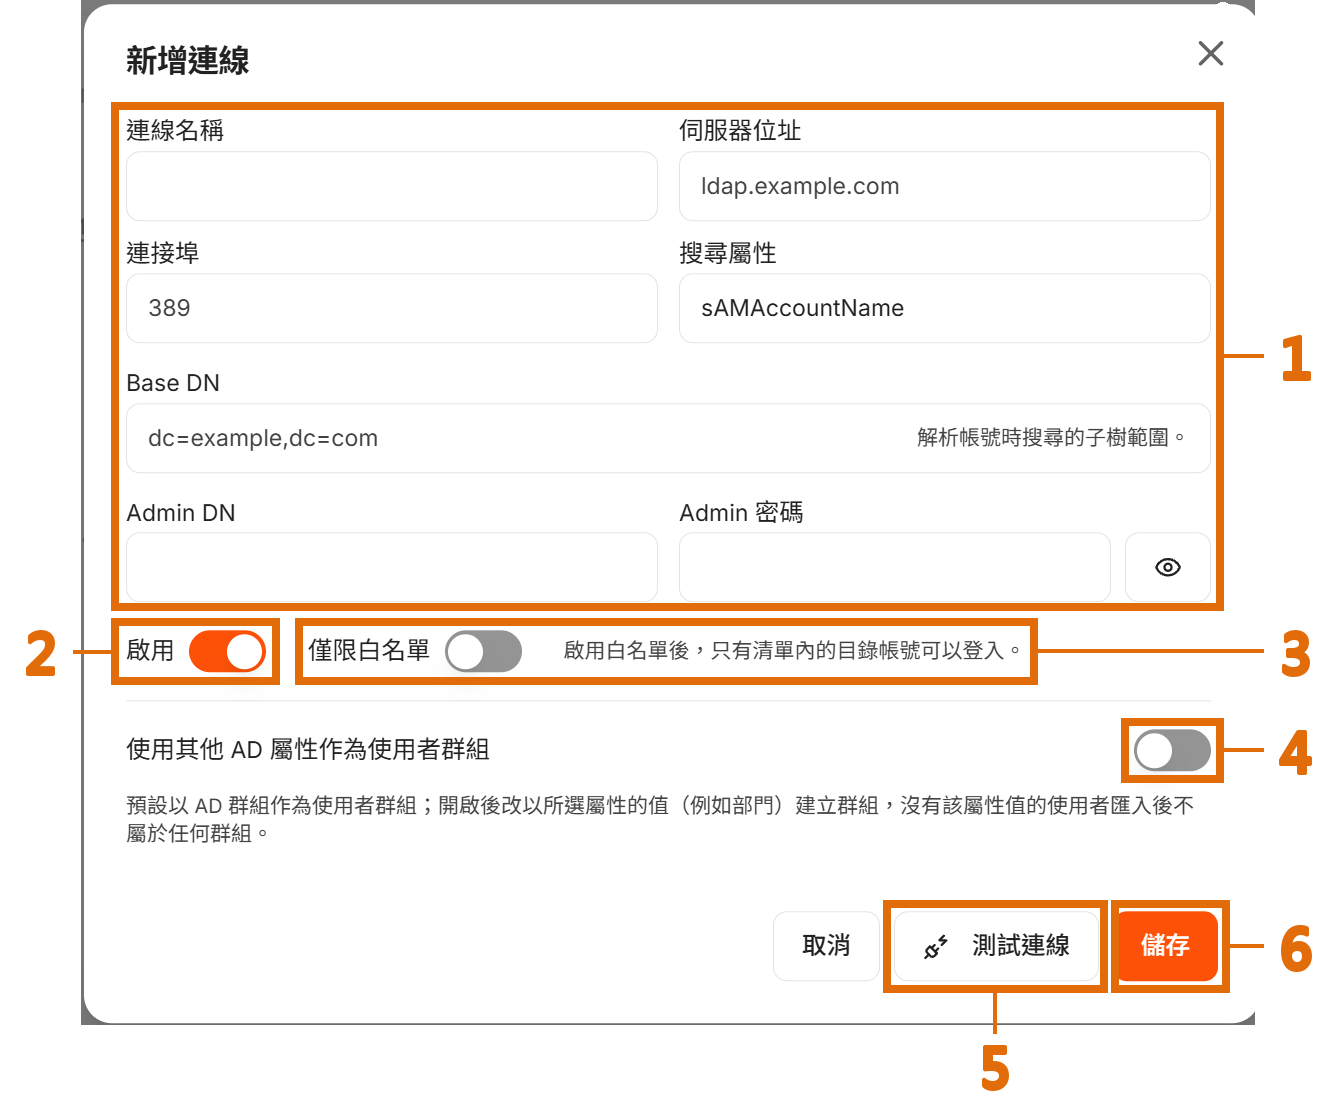 新增連線
連線名稱
伺服器位址
ldap.example.com
連接埠
搜尋屬性
389
sAMAccountName
1
Base DN
dc=example,dc=com
解析帳號時搜尋的子樹範圍。
Admin DN
Admin 密碼
2
啟用
僅限白名單
啟用白名單後，只有清單內的目錄帳號可以登入。
3
使用其他 AD 屬性作為使用者群組
4
預設以 AD 群組作為使用者群組；開啟後改以所選屬性的值（例如部門）建立群組，沒有該屬性值的使用者匯入後不
屬於任何群組。
取消
測試連線
儲存
6
5